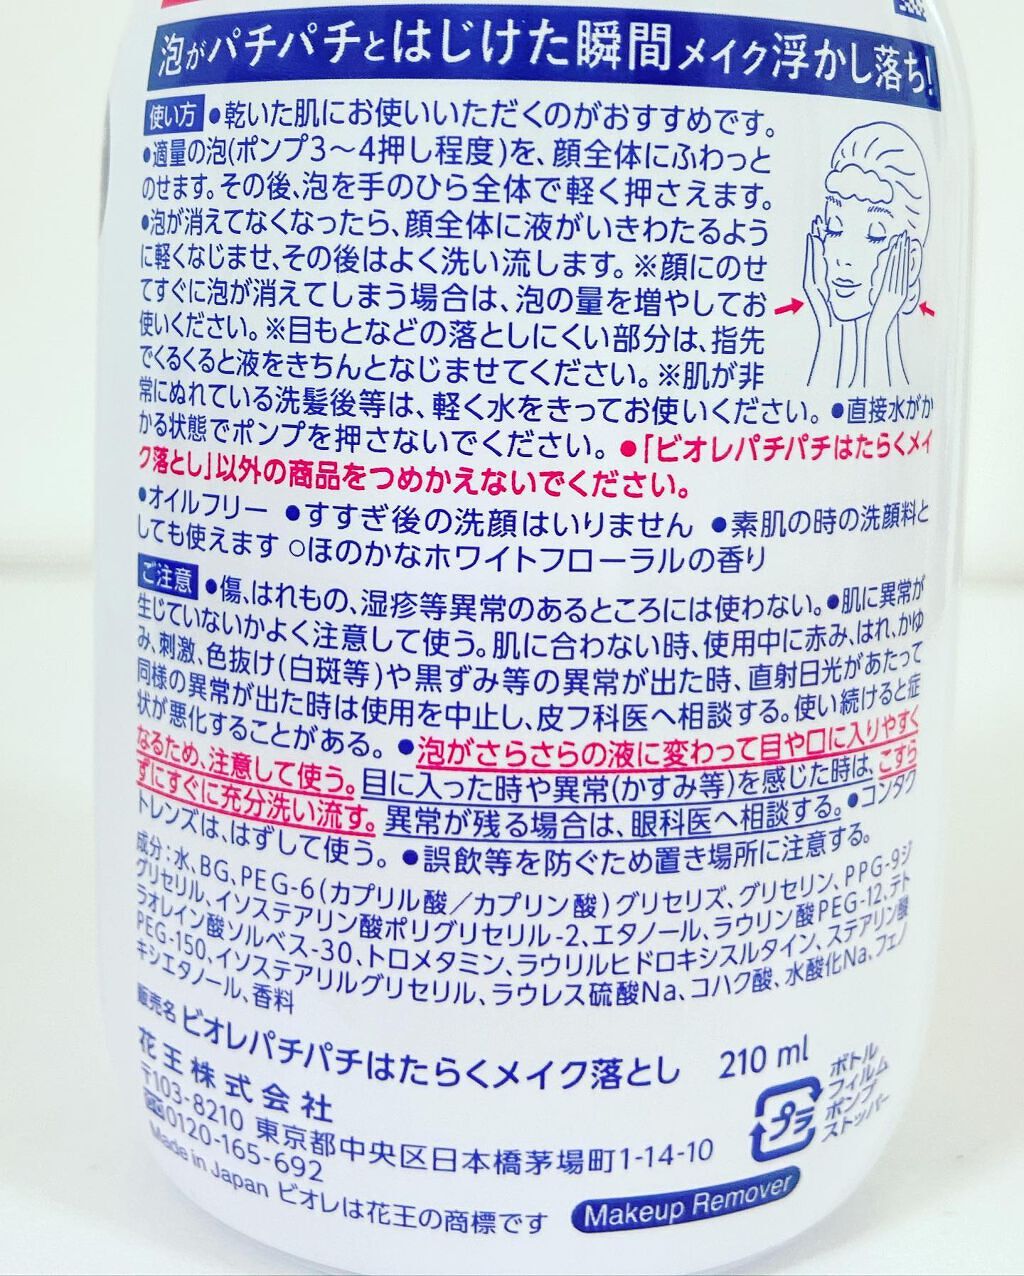 泡がパチパチとはじけた瞬間メイク浮かし落ち!
使い方 ●乾いた肌にお使いいただくのがおすすめです。
●適量の泡(ポンプ3〜4押し程度)を、顔全体にふわっと
のせます。その後、泡を手のひら全体で軽く押さえます。
●泡が消えてなくなったら、顔全体に液がいきわたるよう
に軽くなじませ、その後はよく洗い流します。※顔にのせ
てすぐに泡が消えてしまう場合は、泡の量を増やしてお
使いください。※目もとなどの落としにくい部分は、指先
でくるくると液をきちんとなじませてください。※肌が非
常にぬれている洗髪後等は、軽く水をきってお使いください。●直接水がか
かる状態でポンプを押さないでください。●「ビオレパチパチはたらくメイ
ク落とし」以外の商品をつめかえないでください。
●オイルフリー ●すすぎ後の洗顔はいりません ●素肌の時の洗顔料と
しても使えます ○ほのかなホワイトフローラルの香り
ご注意 ●傷、はれもの、湿疹等異常のあるところには使わない。●肌に異常が
生じていないかよく注意して使う。肌に合わない時、使用中に赤み、はれ、かゆ
み、刺激、色抜け(白斑等)や黒ずみ等の異常が出た時、直射日光があたって
同様の異常が出た時は使用を中止し、皮フ科医へ相談する。使い続けると症
状が悪化することがある。●泡がさらさらの液に変わって目や口に入りやすく
なるため、注意して使う。目に入った時や異常(かすみ等)を感じた時は、こすら
ずにすぐに充分洗い流す。異常が残る場合は、眼科医へ相談する。●コンタク
トレンズは、はずして使う。●誤飲等を防ぐため置き場所に注意する。
成分:水、BG、PEG-6(カプリル酸/カプリン酸)グリセリズ、グリセリン、PPG-9ジ
グリセリル、イソステアリン酸ポリグリセリル-2、エタノール、ラウリン酸PEG-12、テト
ラオレイン酸ソルベス-30、トロメタミン、ラウリルヒドロキシスルタイン、ステアリン酸
PEG-150、イソステアリルグリセリル、ラウレス硫酸Na、コハク酸、水酸化Na、フェノ
キシエタノール、香料
販売名 ビオレパチパチはたらくメイク落とし 210 ml
花王株式会社
〒103-8210 東京都中央区日本橋茅場町1-14-10
0120-165-692
Made in Japan ビオレは花王の商標です
プラ
ボトル
フィルム
ポンプ
ストッパー
Makeup Remover